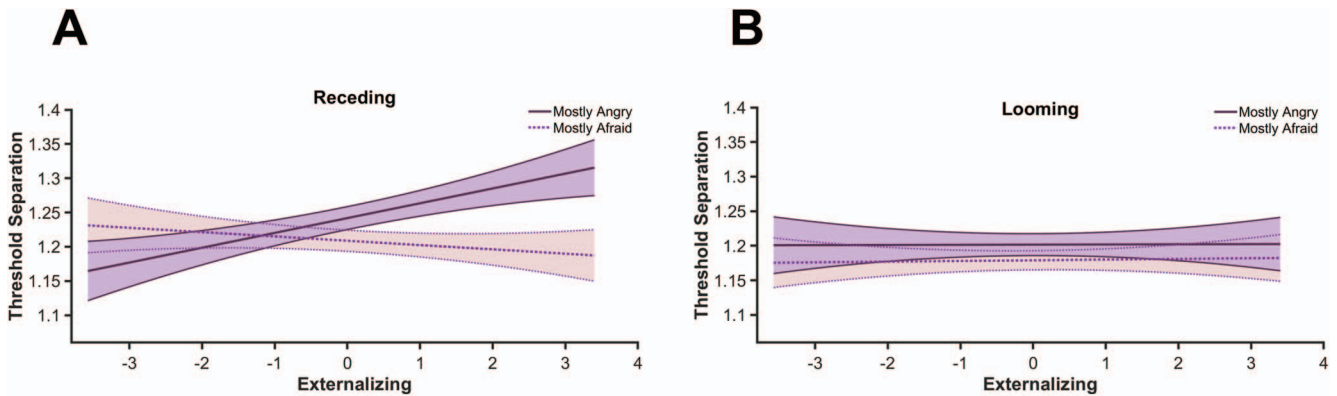 A
Receding
Mostly Angry
Mostly Afraid
Threshold Separation
1.4
1.35
1.3
1.25
1.2
1.15
1.1
-3 -2 -1 0 1 2 3 4
Externalizing
B
Looming
Mostly Angry
Mostly Afraid
Threshold Separation
1.4
1.35
1.3
1.25
1.2
1.15
1.1
-3 -2 -1 0 1 2 3 4
Externalizing